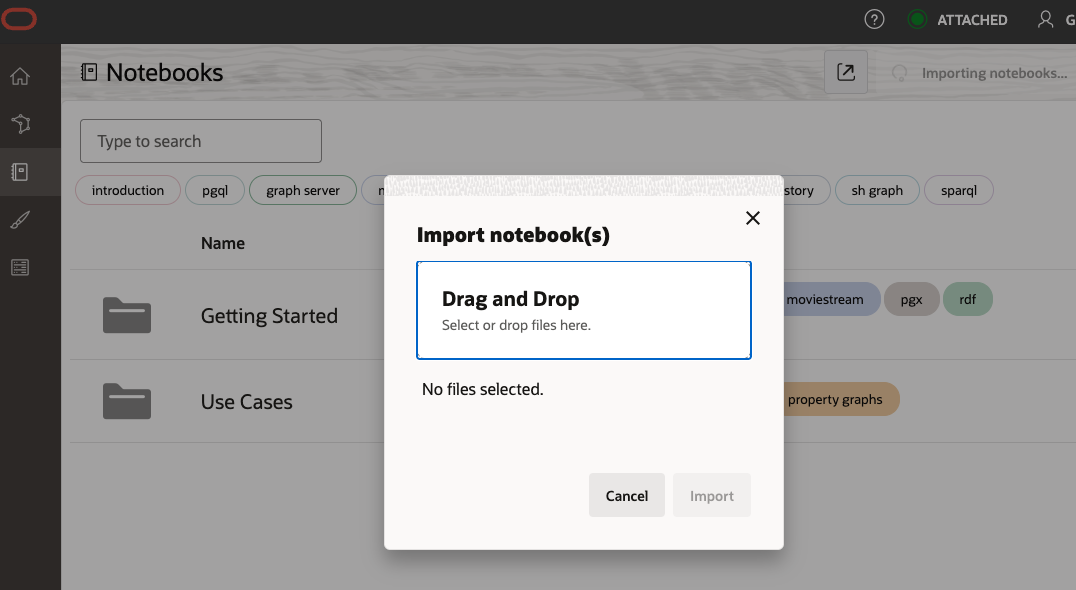 ATTACHED
Notebooks
Importing notebooks...
Type to search
introduction
pgql
graph server
story
sh graph
sparql
Import notebook(s)
Name
Drag and Drop
Select or drop files here.
moviestream
pgx
rdf
Getting Started
No files selected.
Use Cases
property graphs
Cancel
Import